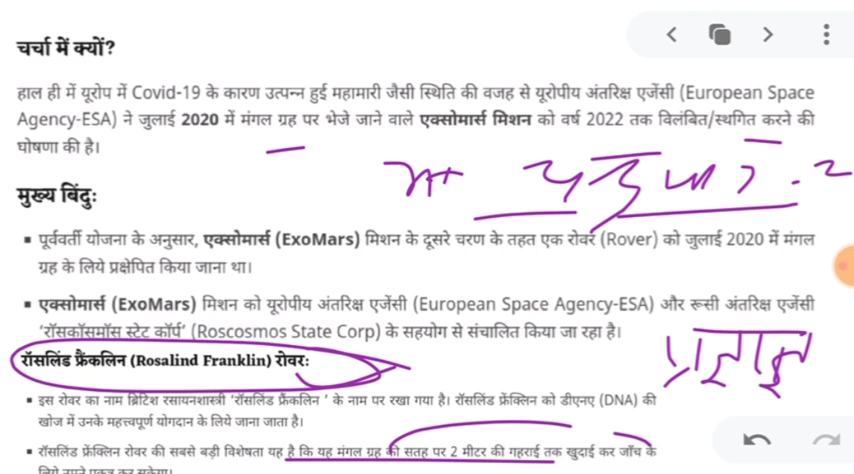 चर्चा में क्यों?
हाल ही में यूरोप में Covid-19 के कारण उत्पन्न हुई महामारी जैसी स्थिति की वजह से यूरोपीय अंतरिक्ष एजेंसी (European Space
Agency-ESA) ने जुलाई 2020 में मंगल ग्रह पर भेजे जाने वाले एक्सोमार्स मिशन को वर्ष 2022 तक विलंबित/स्थगित करने की
घोषणा की है।
मुख्य बिंदु:
▪ पूर्ववर्ती योजना के अनुसार, एक्सोमार्स (ExoMars) मिशन के दूसरे चरण के तहत एक रोवर (Rover) को जुलाई 2020 में मंगल
ग्रह के लिये प्रक्षेपित किया जाना था।
▪ एक्सोमार्स (ExoMars) मिशन को यूरोपीय अंतरिक्ष एजेंसी (European Space Agency-ESA) और रूसी अंतरिक्ष एजेंसी
‘रॉसकॉसमॉस स्टेट कॉर्प’ (Roscosmos State Corp) के सहयोग से संचालित किया जा रहा है।
रॉसलिंड फ्रैंकलिन (Rosalind Franklin) रोवर:
▪ इस रोवर का नाम ब्रिटिश रसायनशास्त्री ‘रॉसलिंड फ्रैंकलिन ’ के नाम पर रखा गया है। रॉसलिंड फ्रेंक्लिन को डीएनए (DNA) की
खोज में उनके महत्त्वपूर्ण योगदान के लिये जाना जाता है।
▪ रॉसलिंड फ्रेंक्लिन रोवर की सबसे बड़ी विशेषता यह है कि यह मंगल ग्रह की सतह पर 2 मीटर की गहराई तक खुदाई कर जाँच के
लिये नमूने एकत्र कर सकेगा।